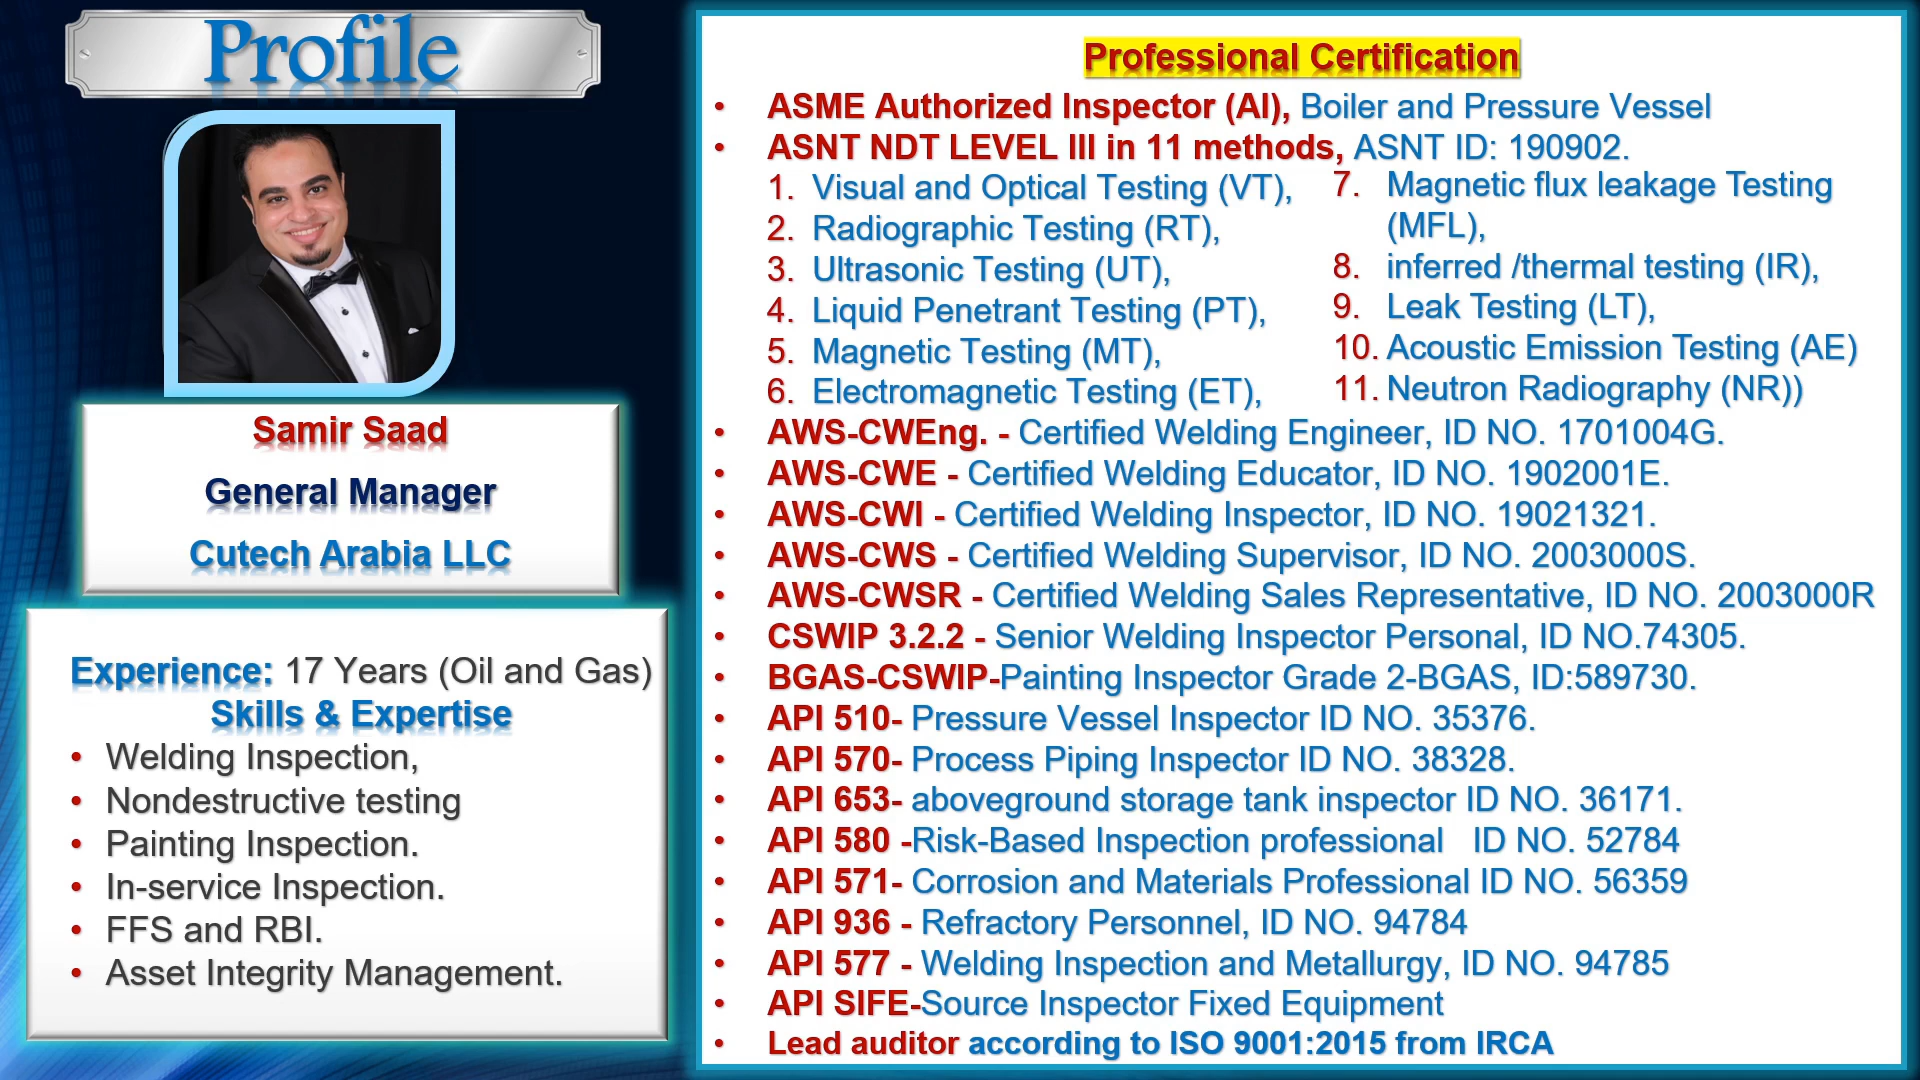 Profile
Samir Saad
General Manager
Cutech Arabia LLC
Experience: 17 Years (Oil and Gas)
Skills & Expertise
• Welding Inspection,
• Nondestructive testing
• Painting Inspection.
• In-service Inspection.
• FFS and RBI.
• Asset Integrity Management.
Professional Certification
• ASME Authorized Inspector (AI), Boiler and Pressure Vessel
• ASNT NDT LEVEL III in 11 methods, ASNT ID: 190902.
1. Visual and Optical Testing (VT),
2. Radiographic Testing (RT),
3. Ultrasonic Testing (UT),
4. Liquid Penetrant Testing (PT),
5. Magnetic Testing (MT),
6. Electromagnetic Testing (ET),
7. Magnetic flux leakage Testing
(MFL),
8. inferred /thermal testing (IR),
9. Leak Testing (LT),
10. Acoustic Emission Testing (AE)
11. Neutron Radiography (NR))
• AWS-CWEng. - Certified Welding Engineer, ID NO. 1701004G.
• AWS-CWE - Certified Welding Educator, ID NO. 1902001E.
• AWS-CWI - Certified Welding Inspector, ID NO. 19021321.
• AWS-CWS - Certified Welding Supervisor, ID NO. 2003000S.
• AWS-CWSR - Certified Welding Sales Representative, ID NO. 2003000R
• CSWIP 3.2.2 - Senior Welding Inspector Personal, ID NO.74305.
• BGAS-CSWIP-Painting Inspector Grade 2-BGAS, ID:589730.
• API 510- Pressure Vessel Inspector ID NO. 35376.
• API 570- Process Piping Inspector ID NO. 38328.
• API 653- aboveground storage tank inspector ID NO. 36171.
• API 580 -Risk-Based Inspection professional ID NO. 52784
• API 571- Corrosion and Materials Professional ID NO. 56359
• API 936 - Refractory Personnel, ID NO. 94784
• API 577 - Welding Inspection and Metallurgy, ID NO. 94785
• API SIFE-Source Inspector Fixed Equipment
• Lead auditor according to ISO 9001:2015 from IRCA